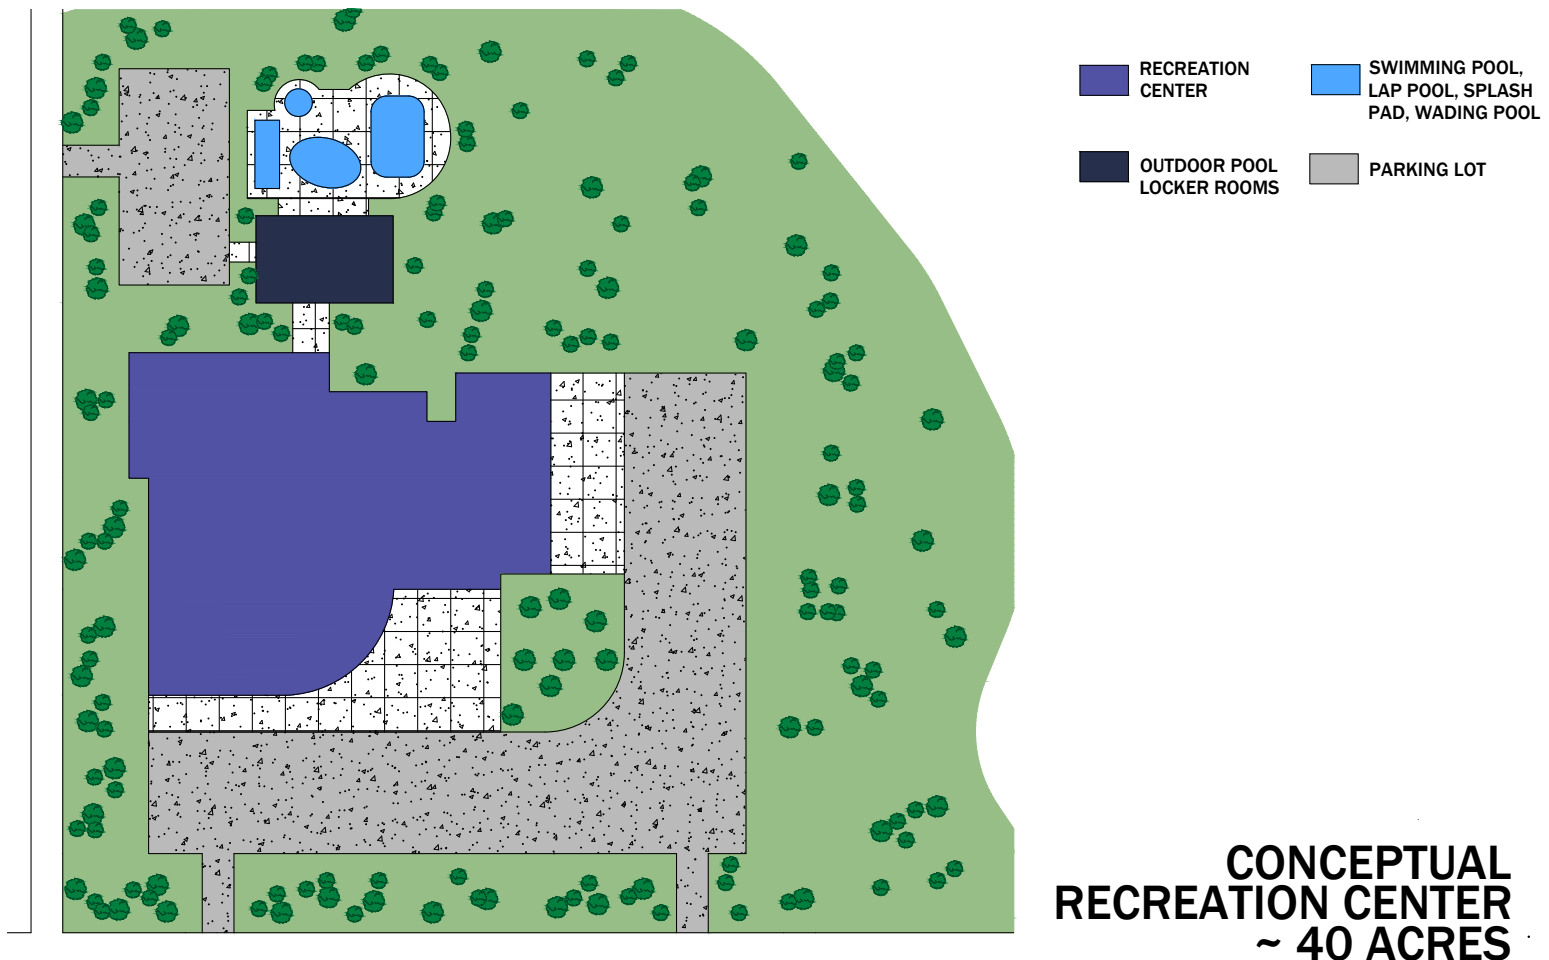 RECREATION
CENTER
SWIMMING POOL,
LAP POOL, SPLASH
PAD, WADING POOL
OUTDOOR POOL
LOCKER ROOMS
PARKING LOT
CONCEPTUAL
RECREATION CENTER
~ 40 ACRES